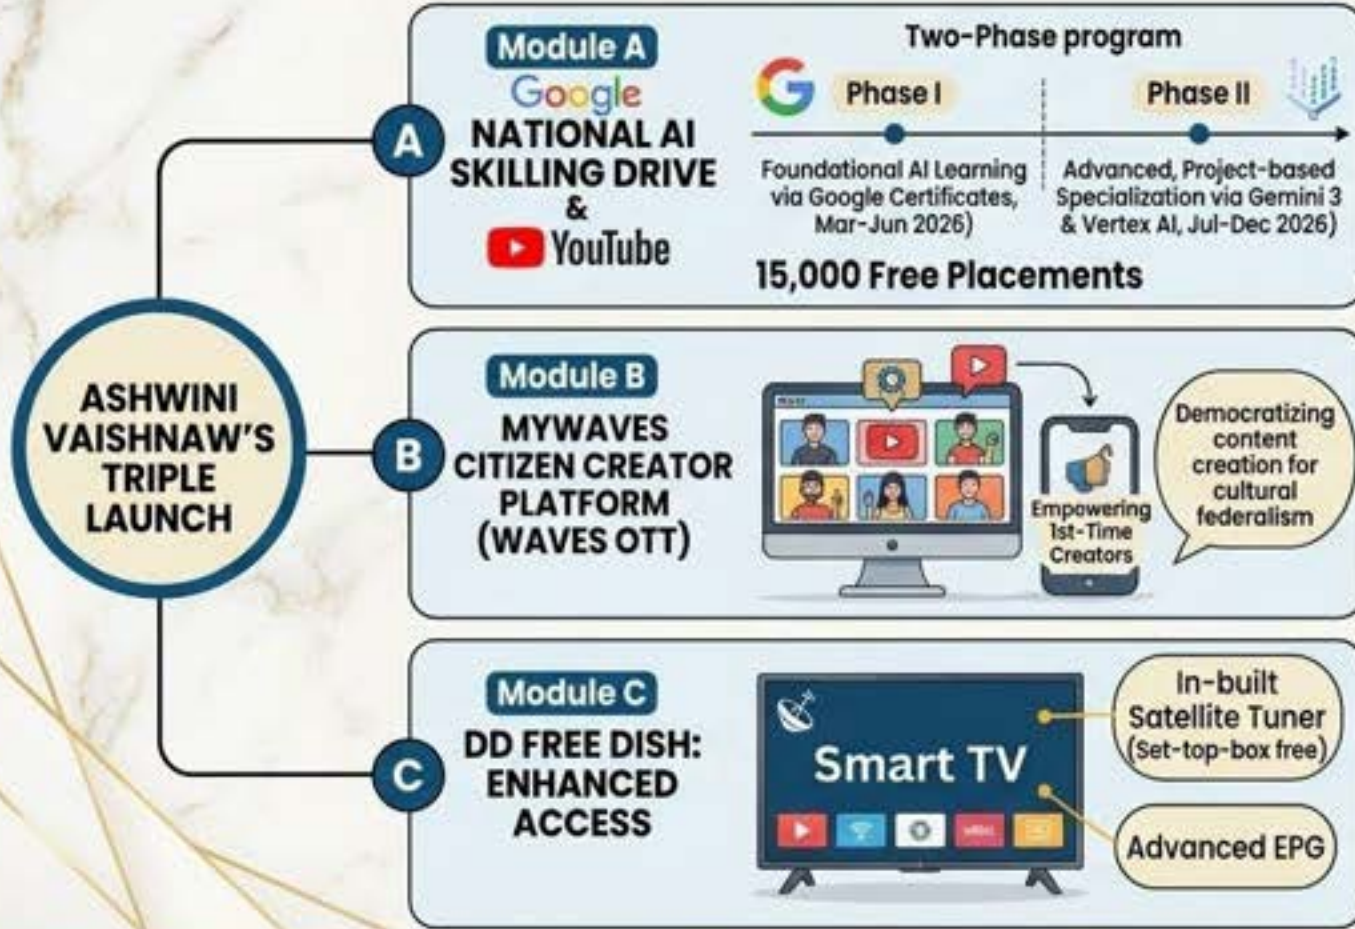 ASHWINI
VAISHNAW'S
TRIPLE
LAUNCH
A
Module A
Google
NATIONAL AI
SKILLING DRIVE
&
YouTube
Two-Phase program
Phase I
Phase II
Foundational AI Learning
via Google Certificates,
Mar-Jun 2026)
Advanced, Project-based
Specialization via Gemini 3
& Vertex AI, Jul-Dec 2026)
15,000 Free Placements
B
Module B
MYWAVES
CITIZEN CREATOR
PLATFORM
(WAVES OTT)
Empowering
1st-Time
Creators
Democratizing
content
creation for
cultural
federalism
C
Module C
DD FREE DISH:
ENHANCED
ACCESS
Smart TV
In-built
Satellite Tuner
(Set-top-box free)
Advanced EPG